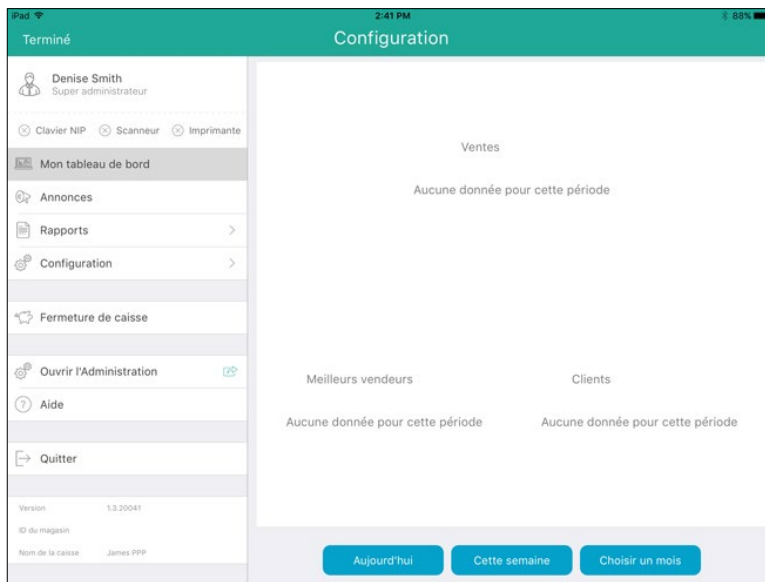 iPad 2:41 PM 88%
Terminé Configuration
Denise Smith
Super administrateur
Clavier NIP Scanneur Imprimante
Mon tableau de bord
Annonces
Rapports
Configuration
Fermeture de caisse
Ouvrir l'Administration
Aide
Quitter
Version 1.3.20041
ID du magasin
Nom de la caisse James PPP
Ventes
Aucune donnée pour cette période
Meilleurs vendeurs
Aucune donnée pour cette période
Clients
Aucune donnée pour cette période
Aujourd'hui Cette semaine Choisir un mois